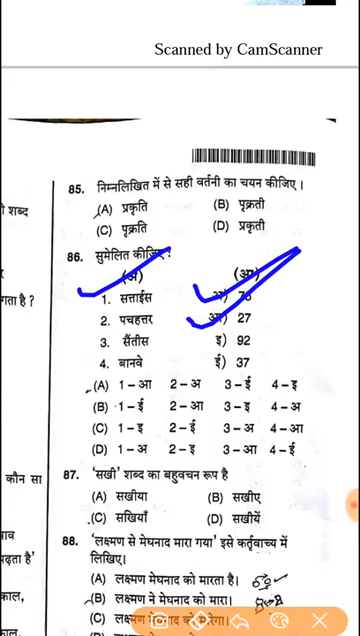 Scanned by CamScanner
85. निम्नलिखित में से सही वर्तनी का चयन कीजिए।
ी शब्द
(A) प्रकृति (B) पृक्रती
(C) पृक्रति (D) प्रकृती
86. सुमेलित कीजिए :
(अ) (आ)
गता है ?
1. सत्ताईस अ) 75
2. पचहत्तर आ) 27
3. सैंतीस इ) 92
4. बानवे ई) 37
(A) 1 – आ 2 – अ 3 – ई 4 – इ
(B) 1 – ई 2 – आ 3 – इ 4 – अ
(C) 1 – इ 2 – ई 3 – अ 4 – आ
(D) 1 – अ 2 – इ 3 – आ 4 – ई
कौन सा
87. 'सखी' शब्द का बहुवचन रूप है
(A) सखीया (B) सखीए
(C) सखियाँ (D) सखीयें
88. 'लक्ष्मण से मेघनाद मारा गया' इसे कर्तृवाच्य में
लिखिए।
(A) लक्ष्मण मेघनाद को मारता है।
काल,
(B) लक्ष्मण ने मेघनाद को मारा।
(C) लक्ष्मण को मारेगा।